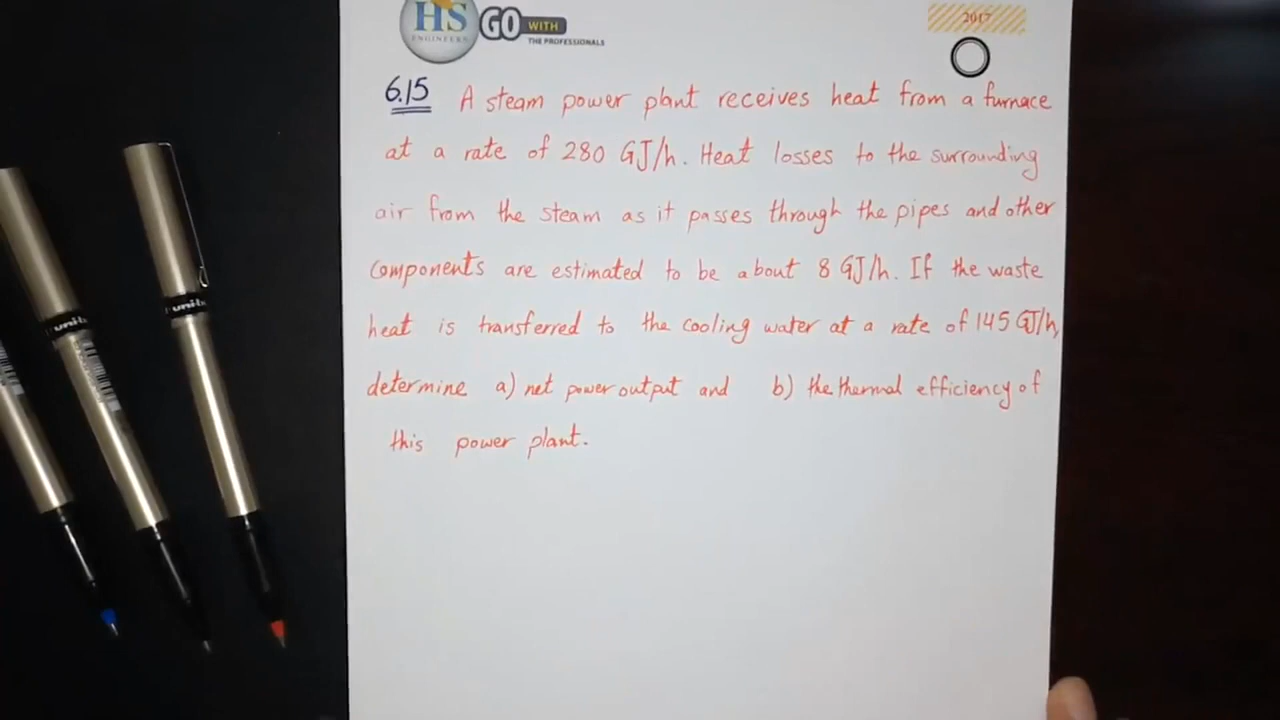 HS
ENGINEERS
GO WITH
THE PROFESSIONALS
2017
6.15 A steam power plant receives heat from a furnace
at a rate of 280 GJ/h. Heat losses to the surrounding
air from the steam as it passes through the pipes and other
components are estimated to be about 8 GJ/h. If the waste
heat is transferred to the cooling water at a rate of 145 GJ/h,
determine a) net power output and b) the thermal efficiency of
this power plant.